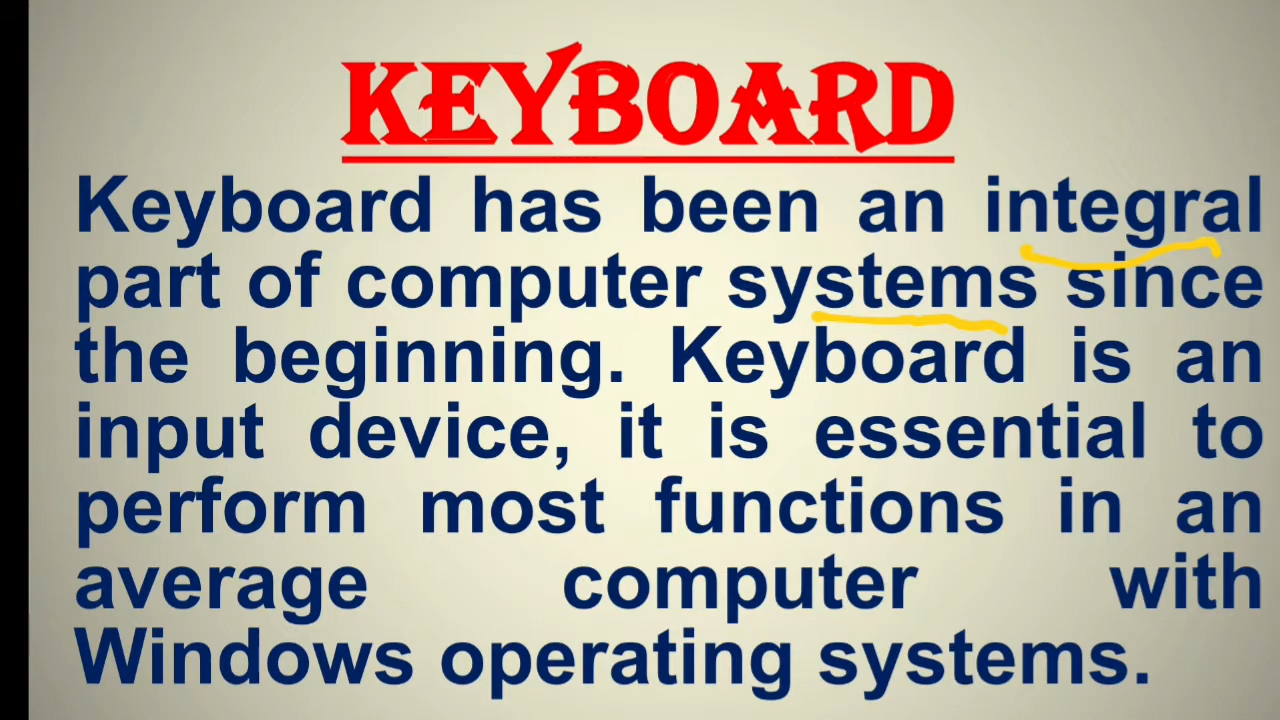 KEYBOARD
Keyboard has been an integral
part of computer systems since
the beginning. Keyboard is an
input device, it is essential to
perform most functions in an
average computer with
Windows operating systems.